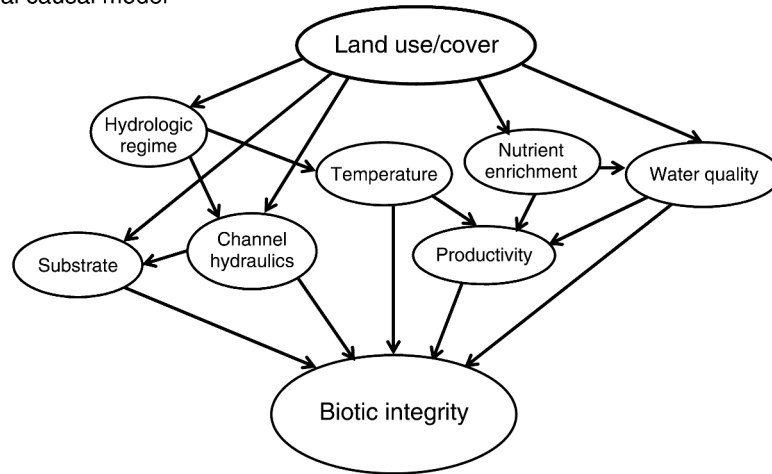 al causal model
Land use/cover
Hydrologic
regime
Nutrient
enrichment
Temperature
Water quality
Channel
hydraulics
Substrate
Productivity
Biotic integrity